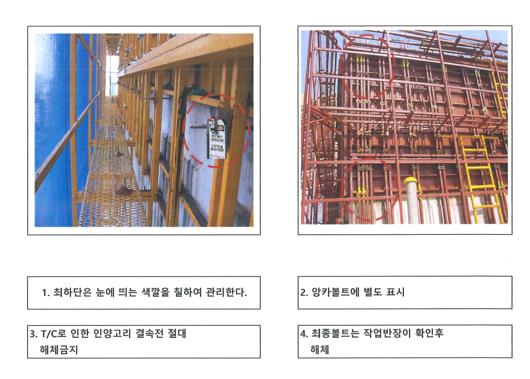 1. 최하단은 눈에 띄는 색깔을 칠하여 관리한다.
2. 앙카볼트에 별도 표시
3. T/C로 인한 인양고리 결속전 절대
해체금지
4. 최종볼트는 작업반장이 확인후
해체